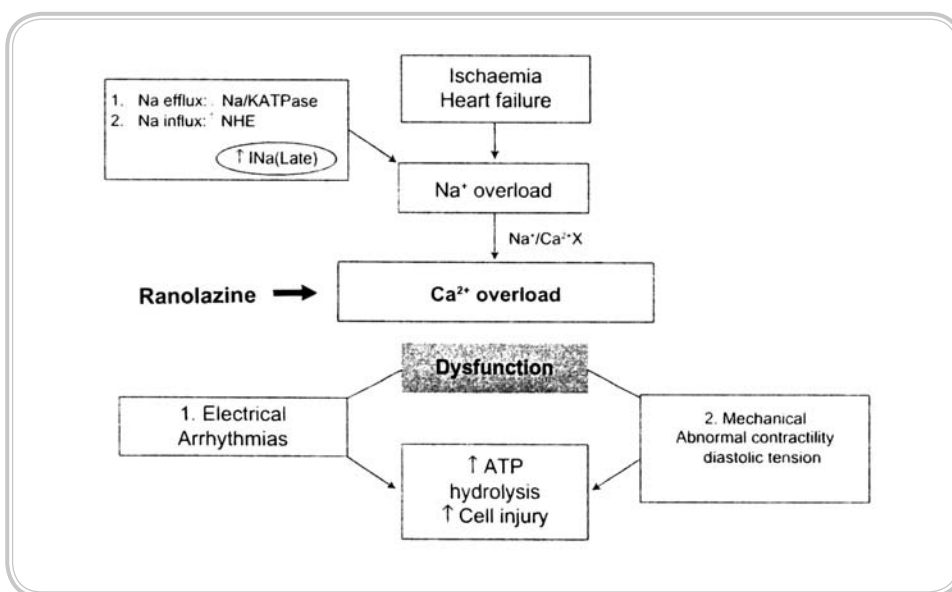 Ischaemia
Heart failure
1. Na efflux: Na/KATPase
2. Na influx: NHE
↑ INa(Late)
Na⁺ overload
Na⁺/Ca²⁺X
Ranolazine
Ca²⁺ overload
Dysfunction
1. Electrical
Arrhythmias
2. Mechanical
Abnormal contractility
diastolic tension
↑ ATP
hydrolysis
↑ Cell injury